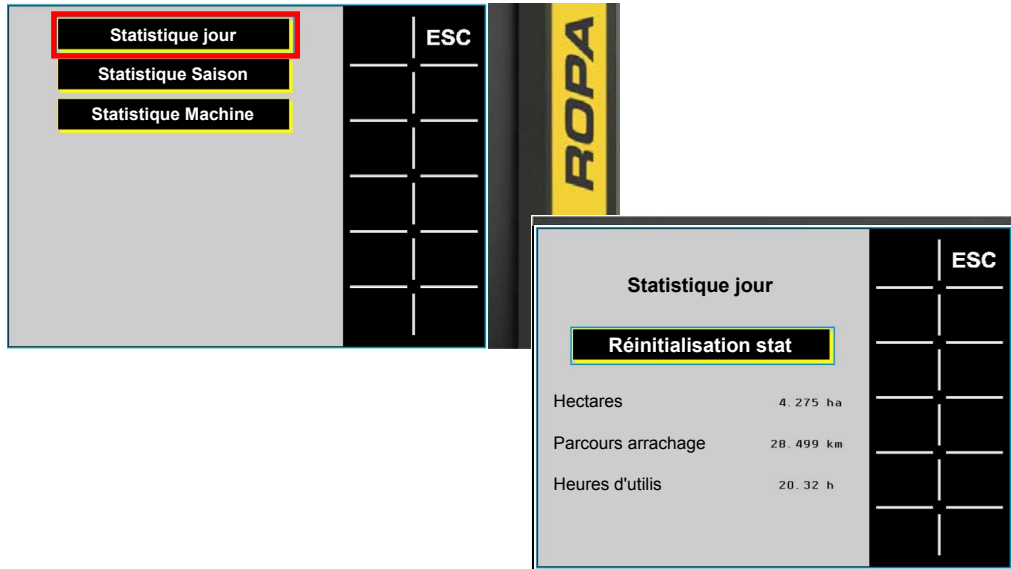 Statistique jour
ESC
Statistique Saison
Statistique Machine
ROPA
ESC
Statistique jour
Réinitialisation stat
Hectares 4.275 ha
Parcours arrachage 28.499 km
Heures d'utilis 20.32 h